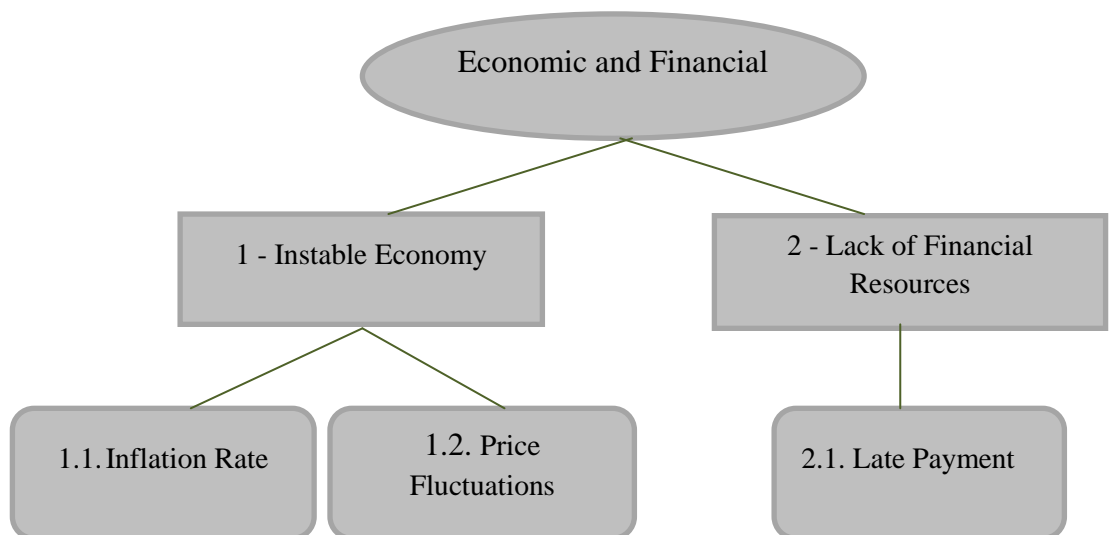 Economic and Financial
1 - Instable Economy
2 - Lack of Financial
Resources
1.1. Inflation Rate
1.2. Price
Fluctuations
2.1. Late Payment